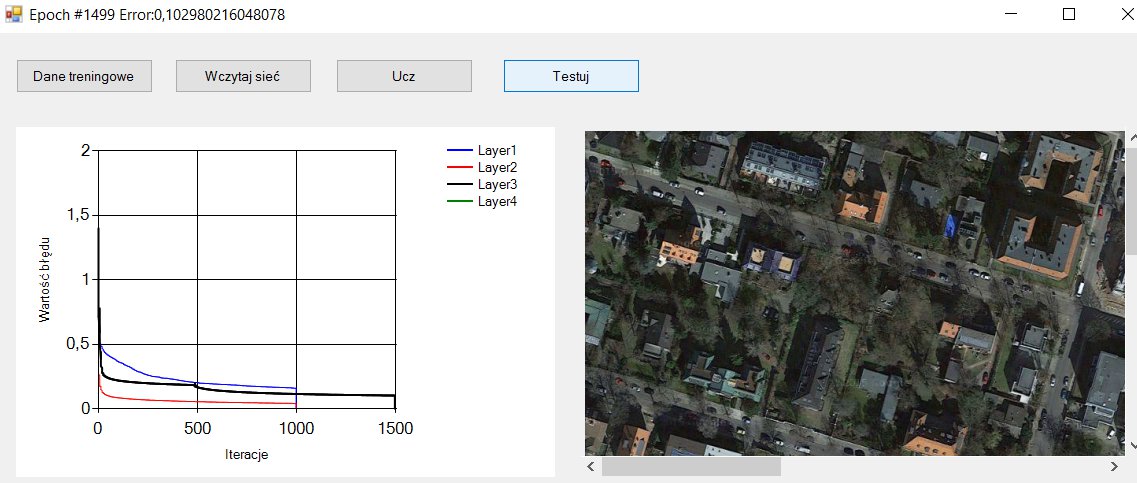 Epoch #1499 Error:0,102980216048078
Dane treningowe
Wczytaj sieć
Ucz
Testuj
2
1,5
1
0,5
0
0
500
1000
1500
Wartość błędu
Iteracje
Layer1
Layer2
Layer3
Layer4